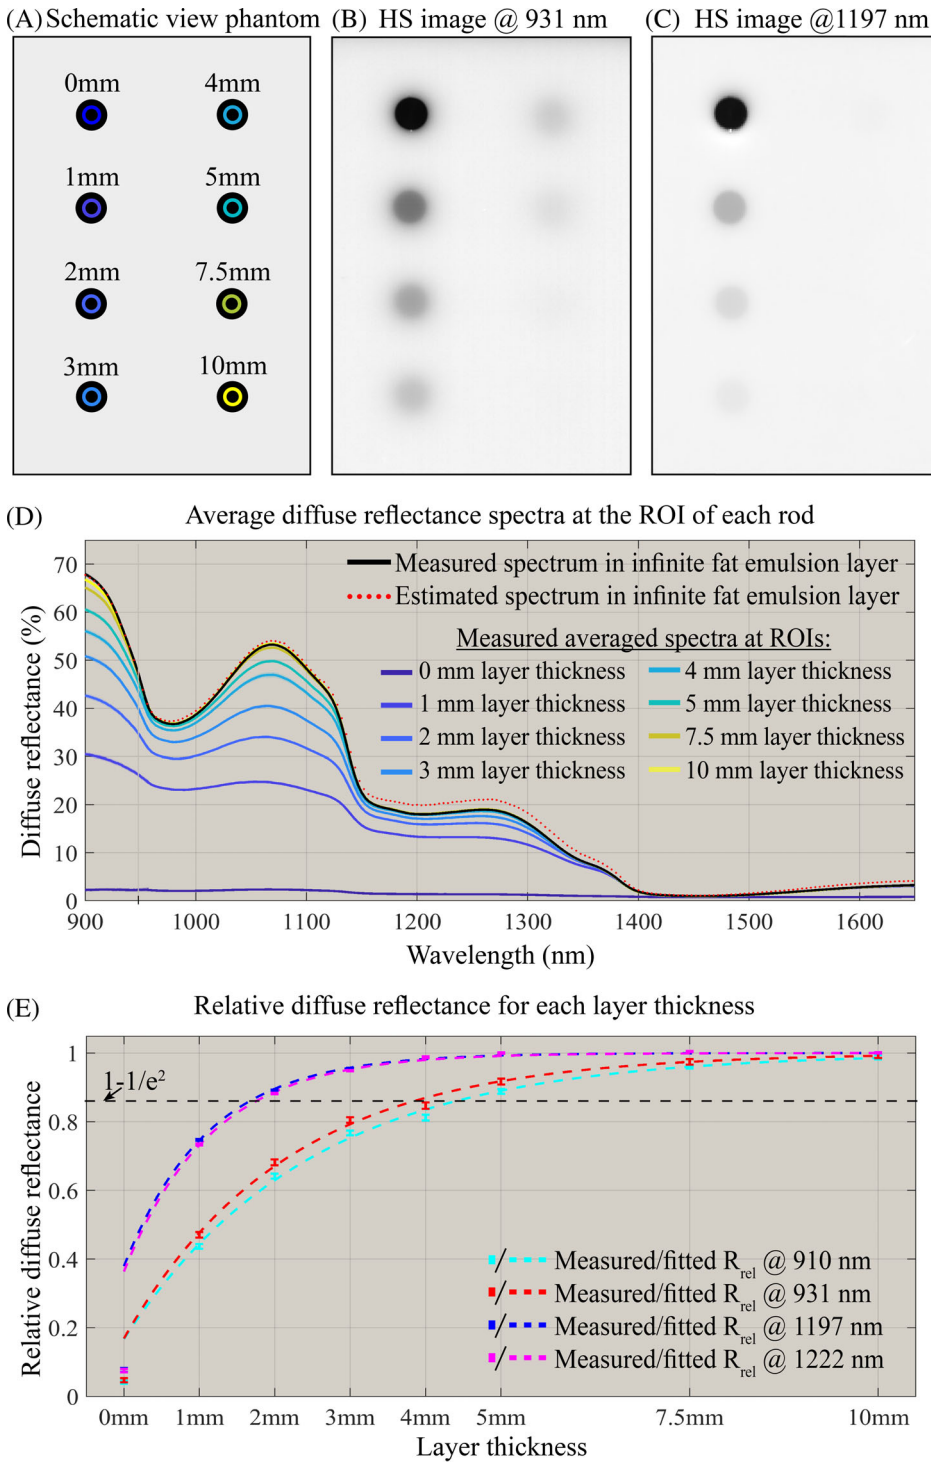 (A) Schematic view phantom
(B) HS image @ 931 nm
(C) HS image @1197 nm
0mm 4mm
1mm 5mm
2mm 7.5mm
3mm 10mm
(D) Average diffuse reflectance spectra at the ROI of each rod
Diffuse reflectance (%)
70
60
50
40
30
20
10
0
Measured spectrum in infinite fat emulsion layer
Estimated spectrum in infinite fat emulsion layer
Measured averaged spectra at ROIs:
0 mm layer thickness
1 mm layer thickness
2 mm layer thickness
3 mm layer thickness
4 mm layer thickness
5 mm layer thickness
7.5 mm layer thickness
10 mm layer thickness
900 1000 1100 1200 1300 1400 1500 1600
Wavelength (nm)
(E) Relative diffuse reflectance for each layer thickness
Relative diffuse reflectance
1
0.8
0.6
0.4
0.2
0
1-1/e²
Measured/fitted R_rel @ 910 nm
Measured/fitted R_rel @ 931 nm
Measured/fitted R_rel @ 1197 nm
Measured/fitted R_rel @ 1222 nm
0mm 1mm 2mm 3mm 4mm 5mm 7.5mm 10mm
Layer thickness